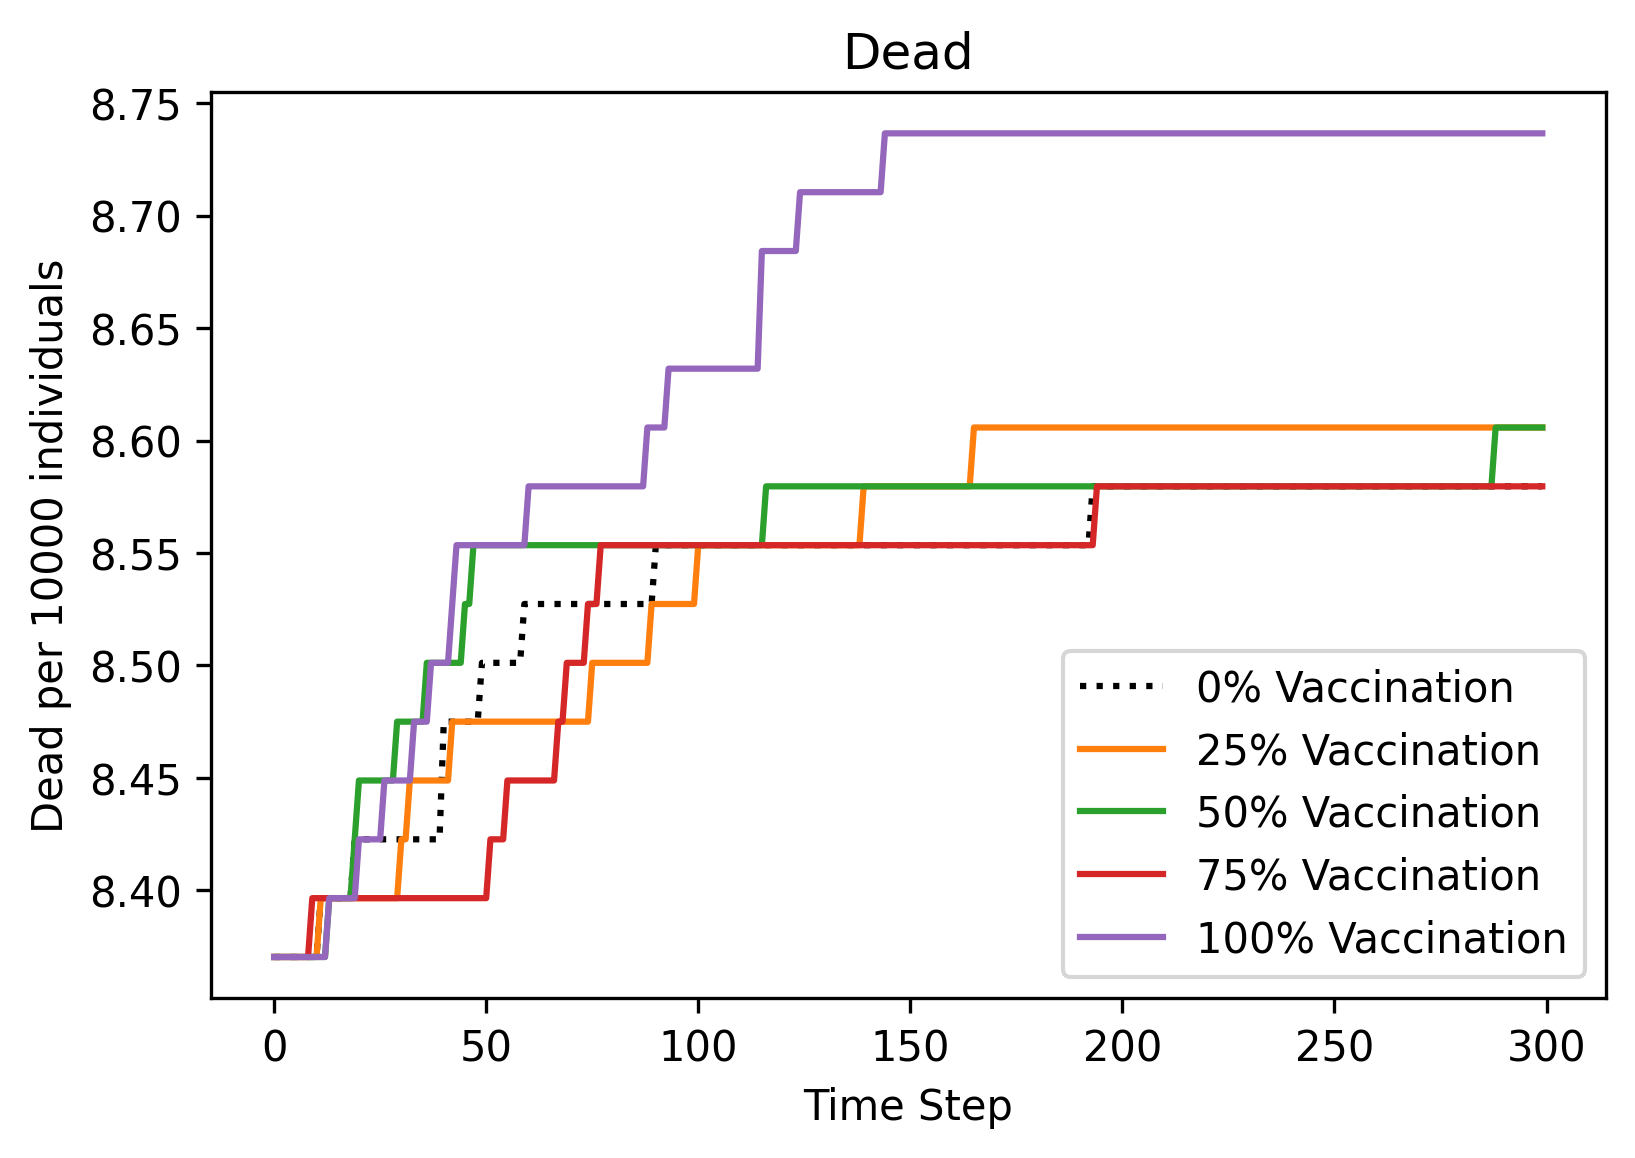 Dead
8.75
8.70
8.65
8.60
8.55
8.50
8.45
8.40
Dead per 10000 individuals
0% Vaccination
25% Vaccination
50% Vaccination
75% Vaccination
100% Vaccination
0 50 100 150 200 250 300
Time Step